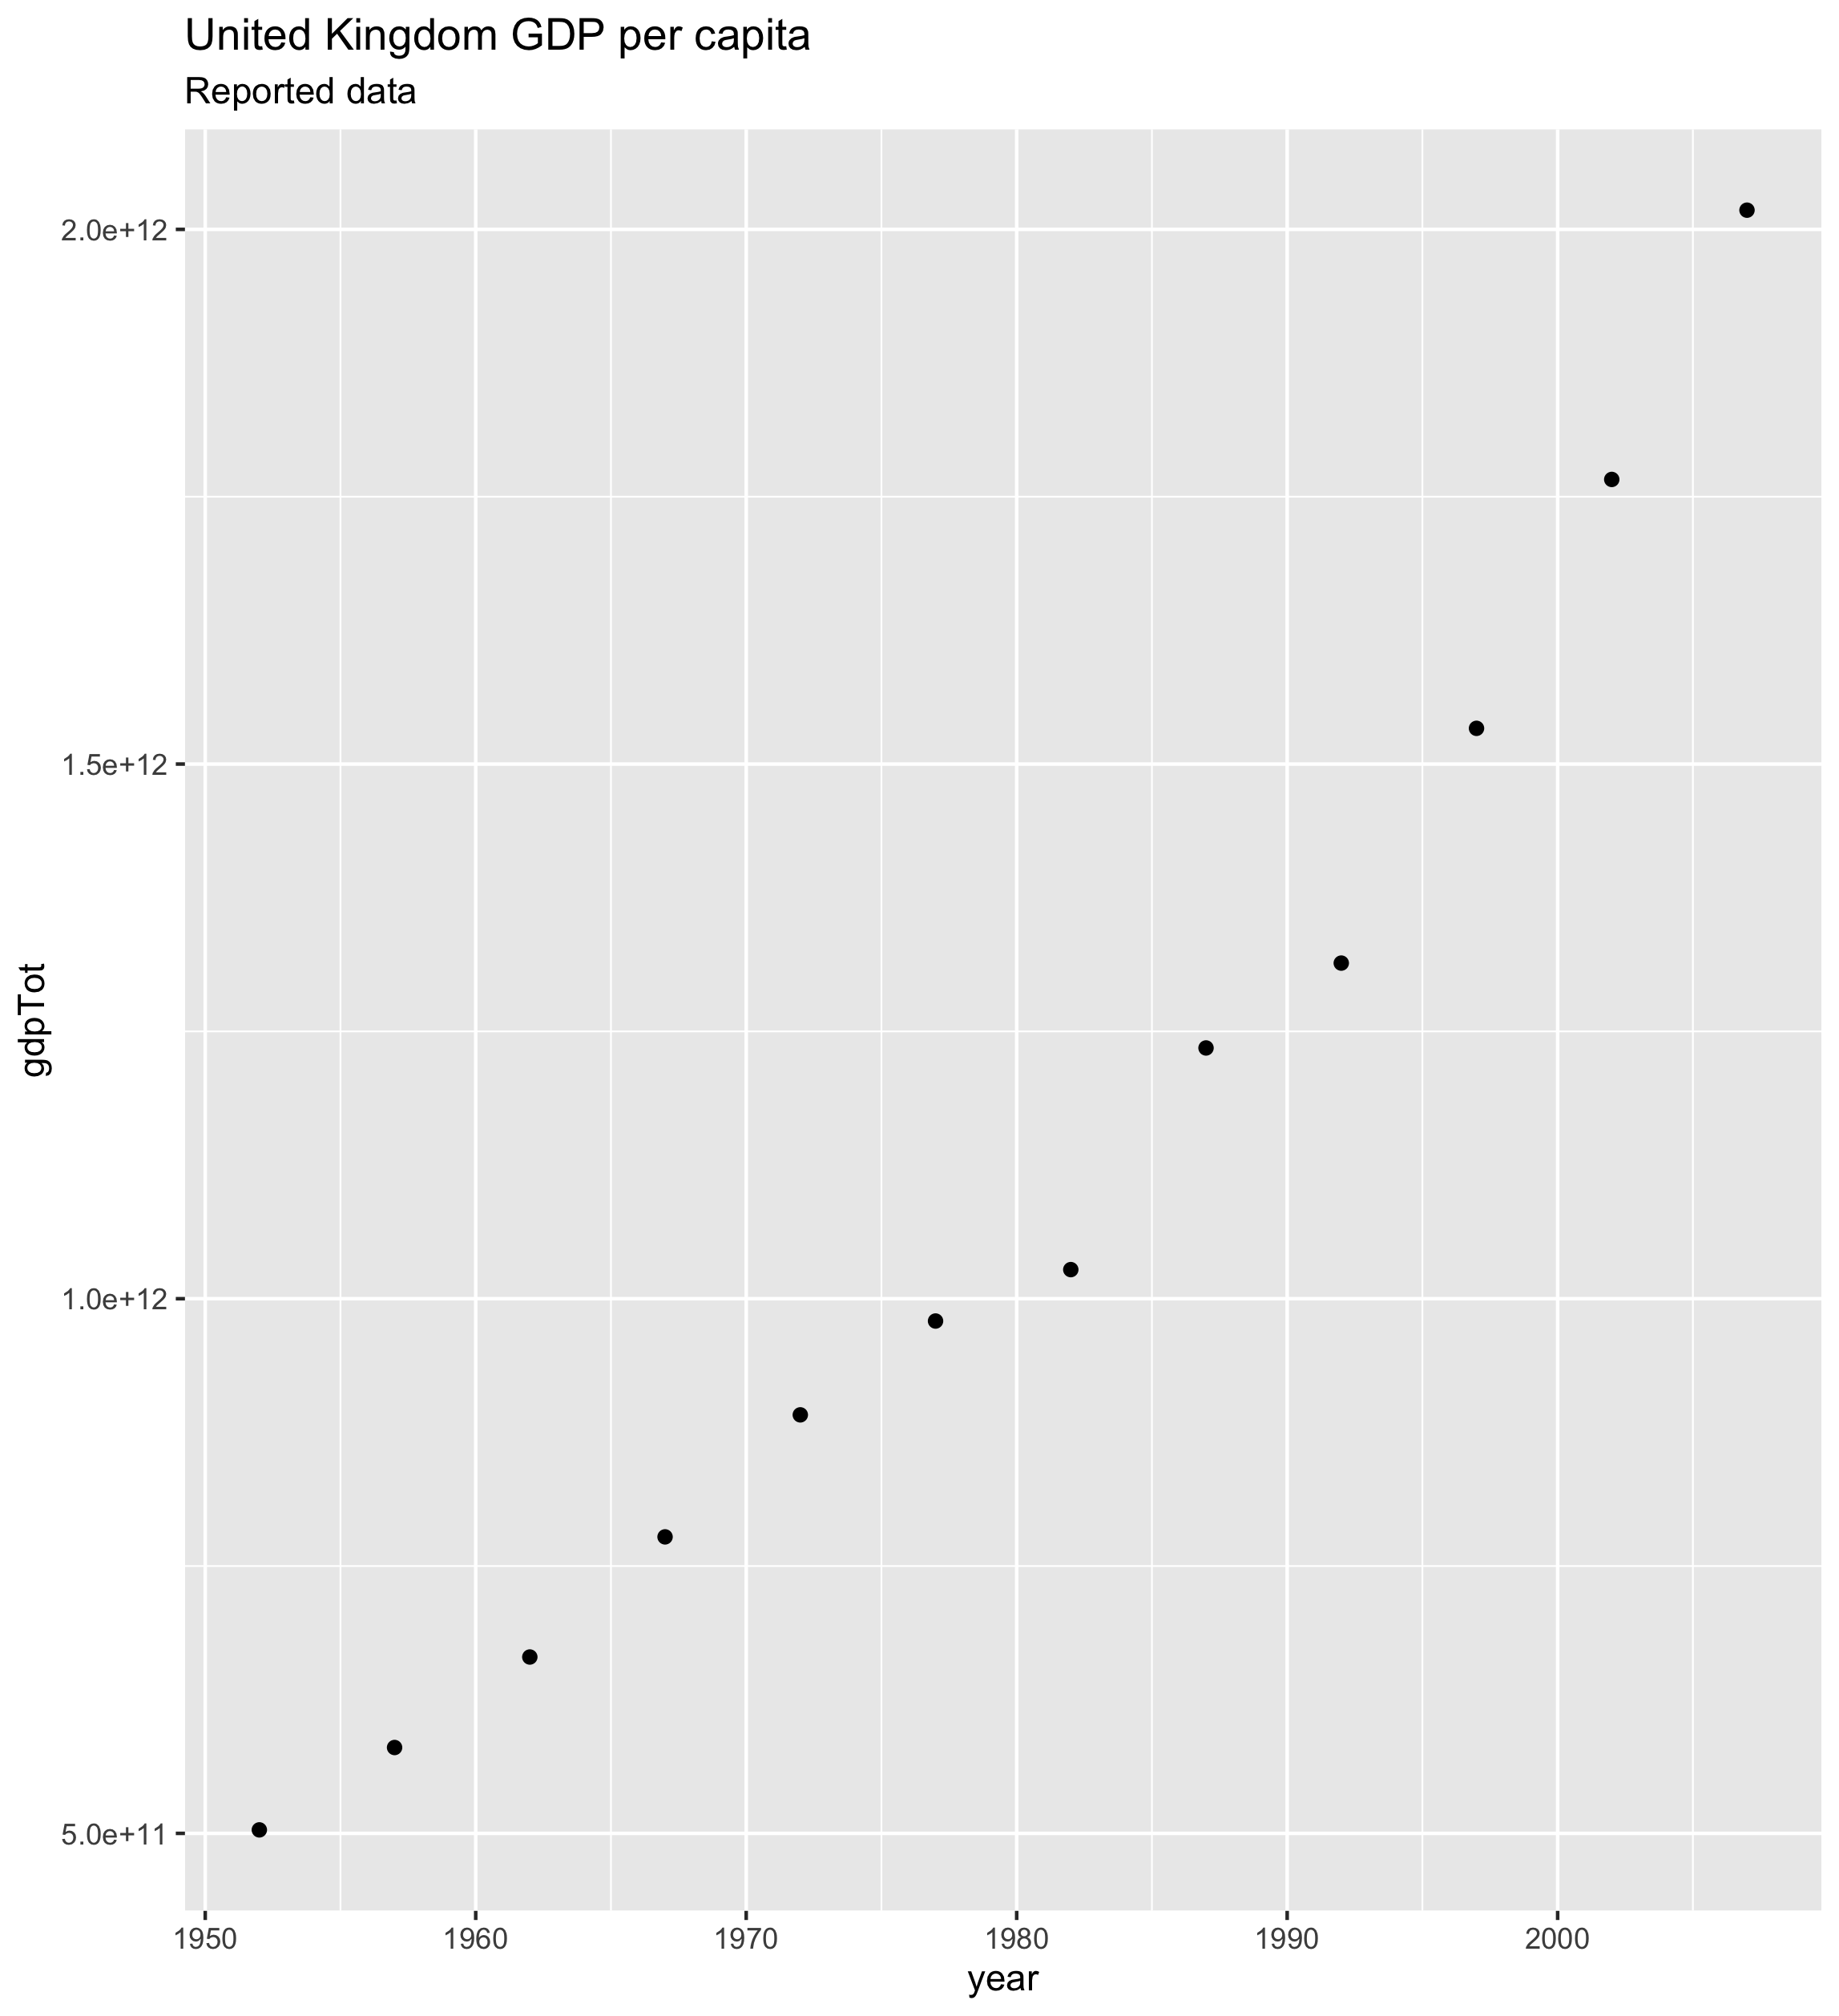 United Kingdom GDP per capita
Reported data
2.0e+12
1.5e+12
gdpTot
1.0e+12
5.0e+11
1950 1960 1970 1980 1990 2000
year